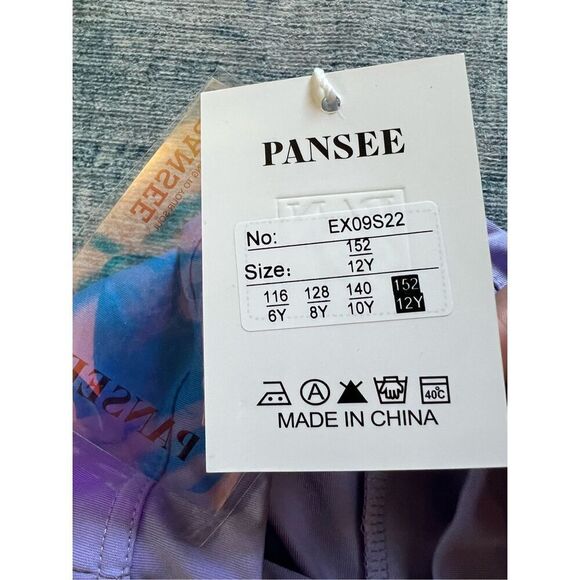 PANSEE
No: EX09S22
152
Size: 12Y
116 128 140 152
6Y 8Y 10Y 12Y
A
40℃
MADE IN CHINA
PANSEE
PANSEE